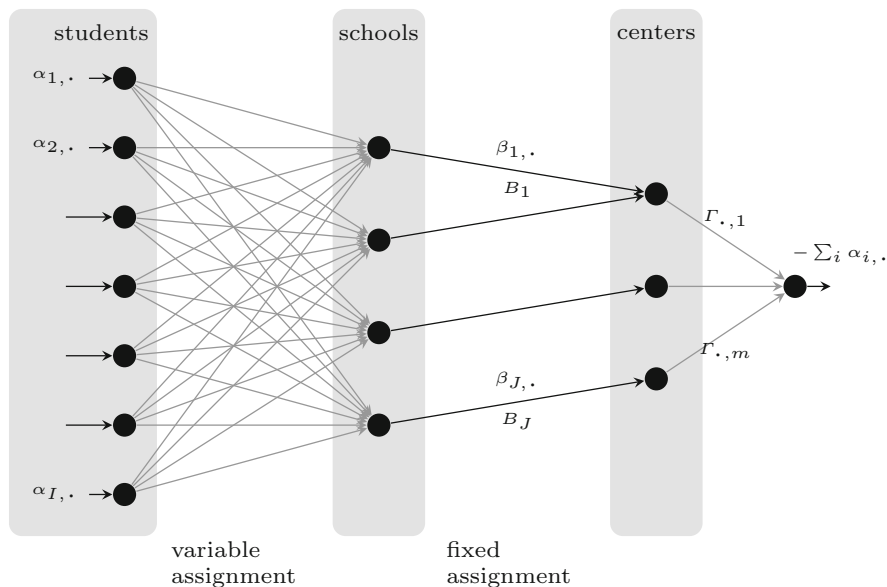 students schools centers
α1,·
α2,·
β1,·
B1
Γ·,1
− ∑i αi,·
Γ·,m
βJ,·
BJ
αI,·
variable fixed
assignment assignment